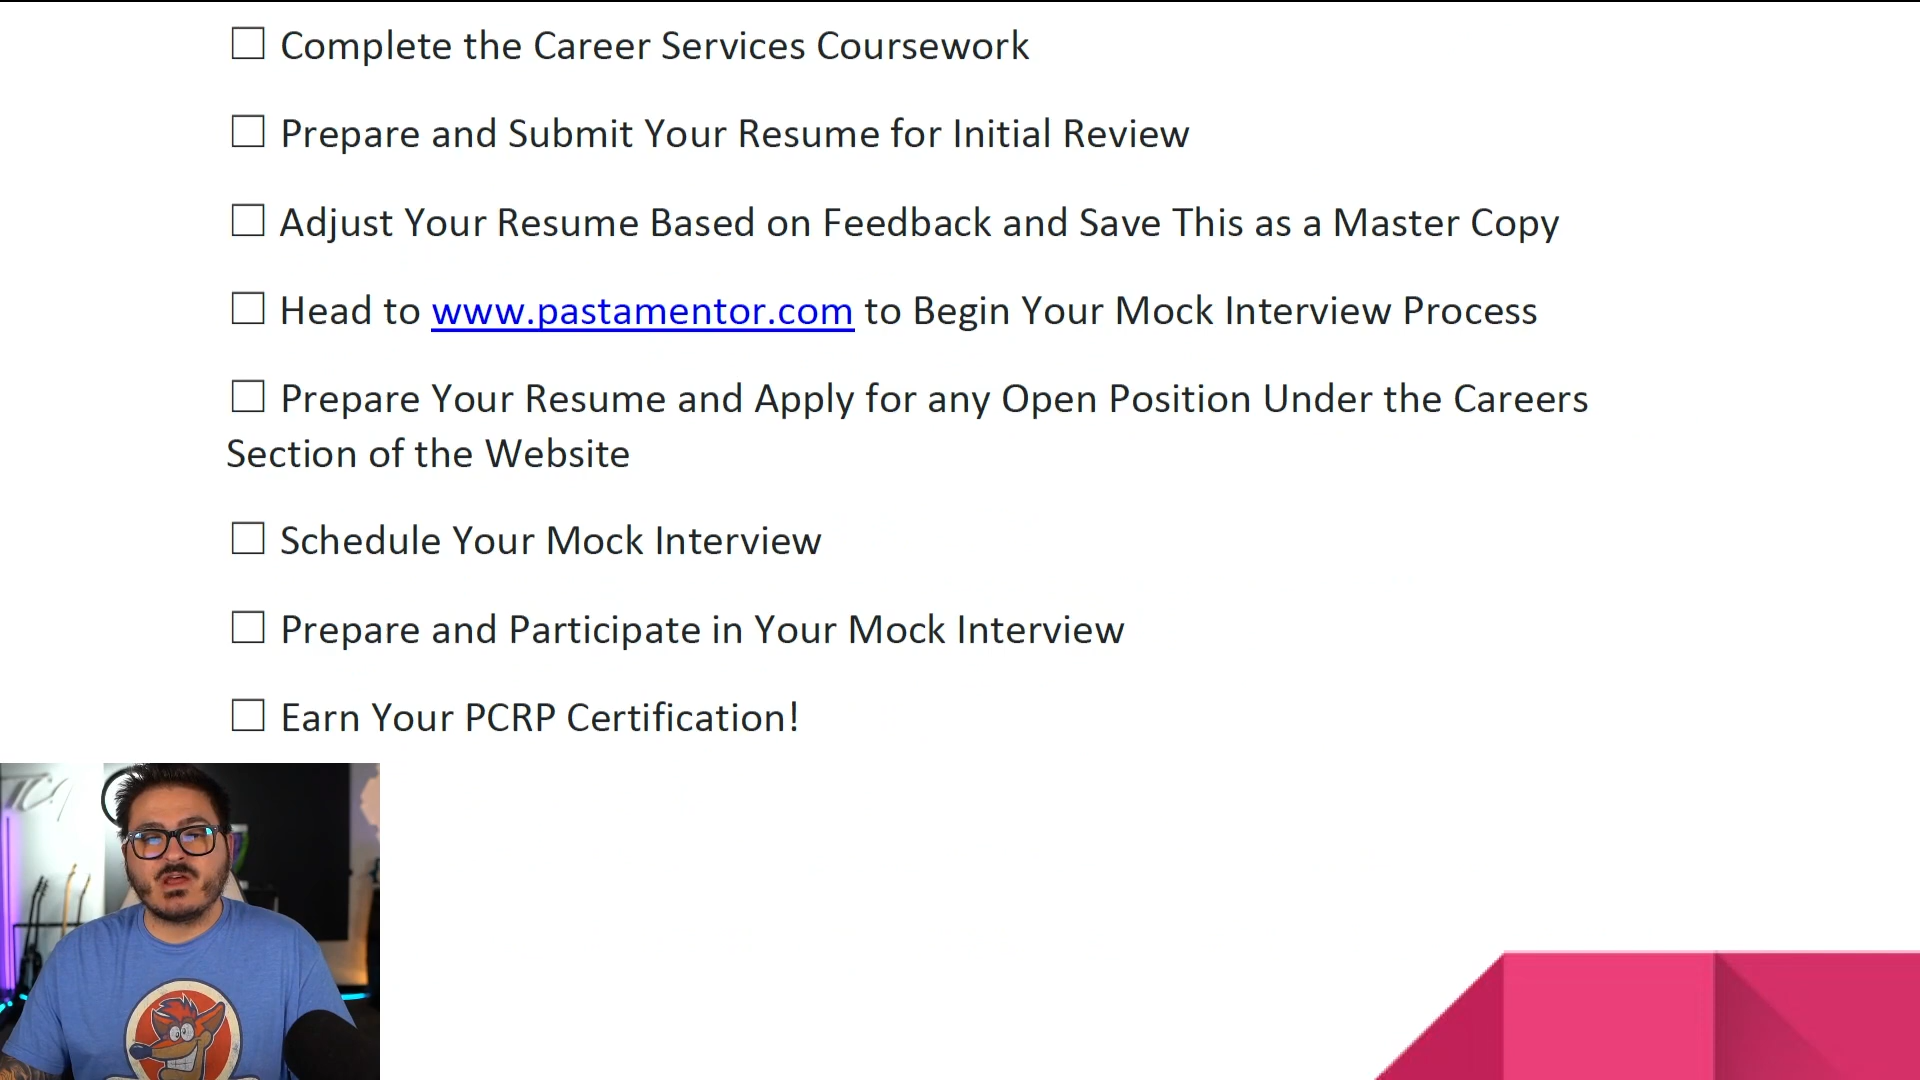 ☐ Complete the Career Services Coursework
☐ Prepare and Submit Your Resume for Initial Review
☐ Adjust Your Resume Based on Feedback and Save This as a Master Copy
☐ Head to www.pastamentor.com to Begin Your Mock Interview Process
☐ Prepare Your Resume and Apply for any Open Position Under the Careers
Section of the Website
☐ Schedule Your Mock Interview
☐ Prepare and Participate in Your Mock Interview
☐ Earn Your PCRP Certification!